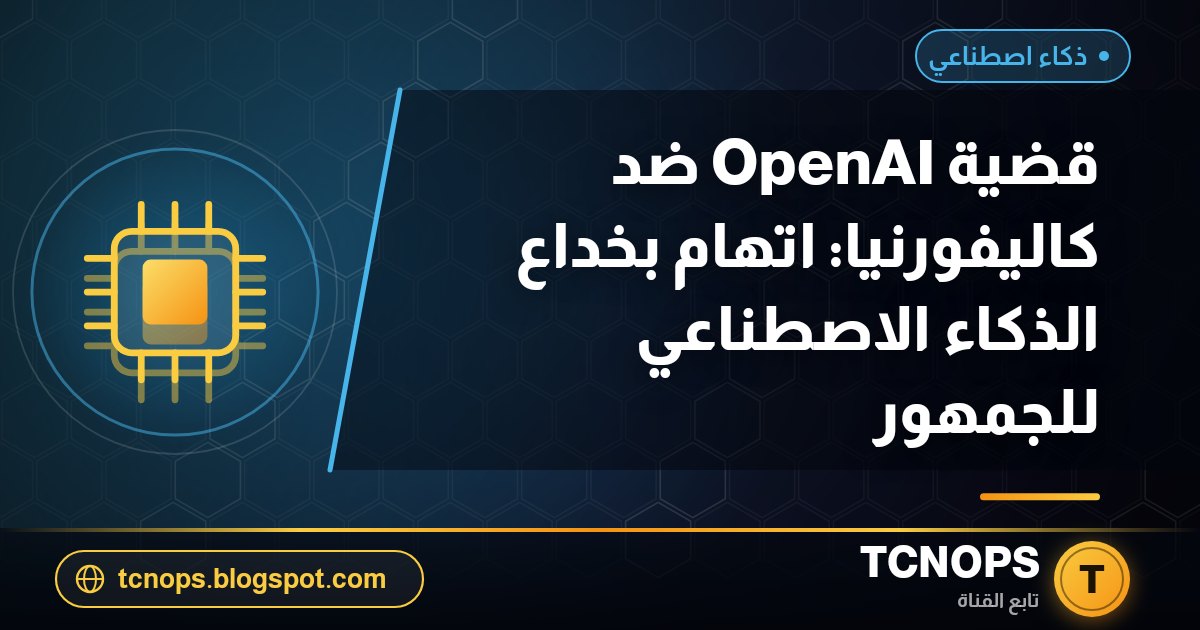 ذكاء اصطناعي
قضية OpenAI ضد
كاليفورنيا: اتهام بخداع
الذكاء الاصطناعي
للجمهور
TCNOPS
تابع القناة
T
tcnops.blogspot.com